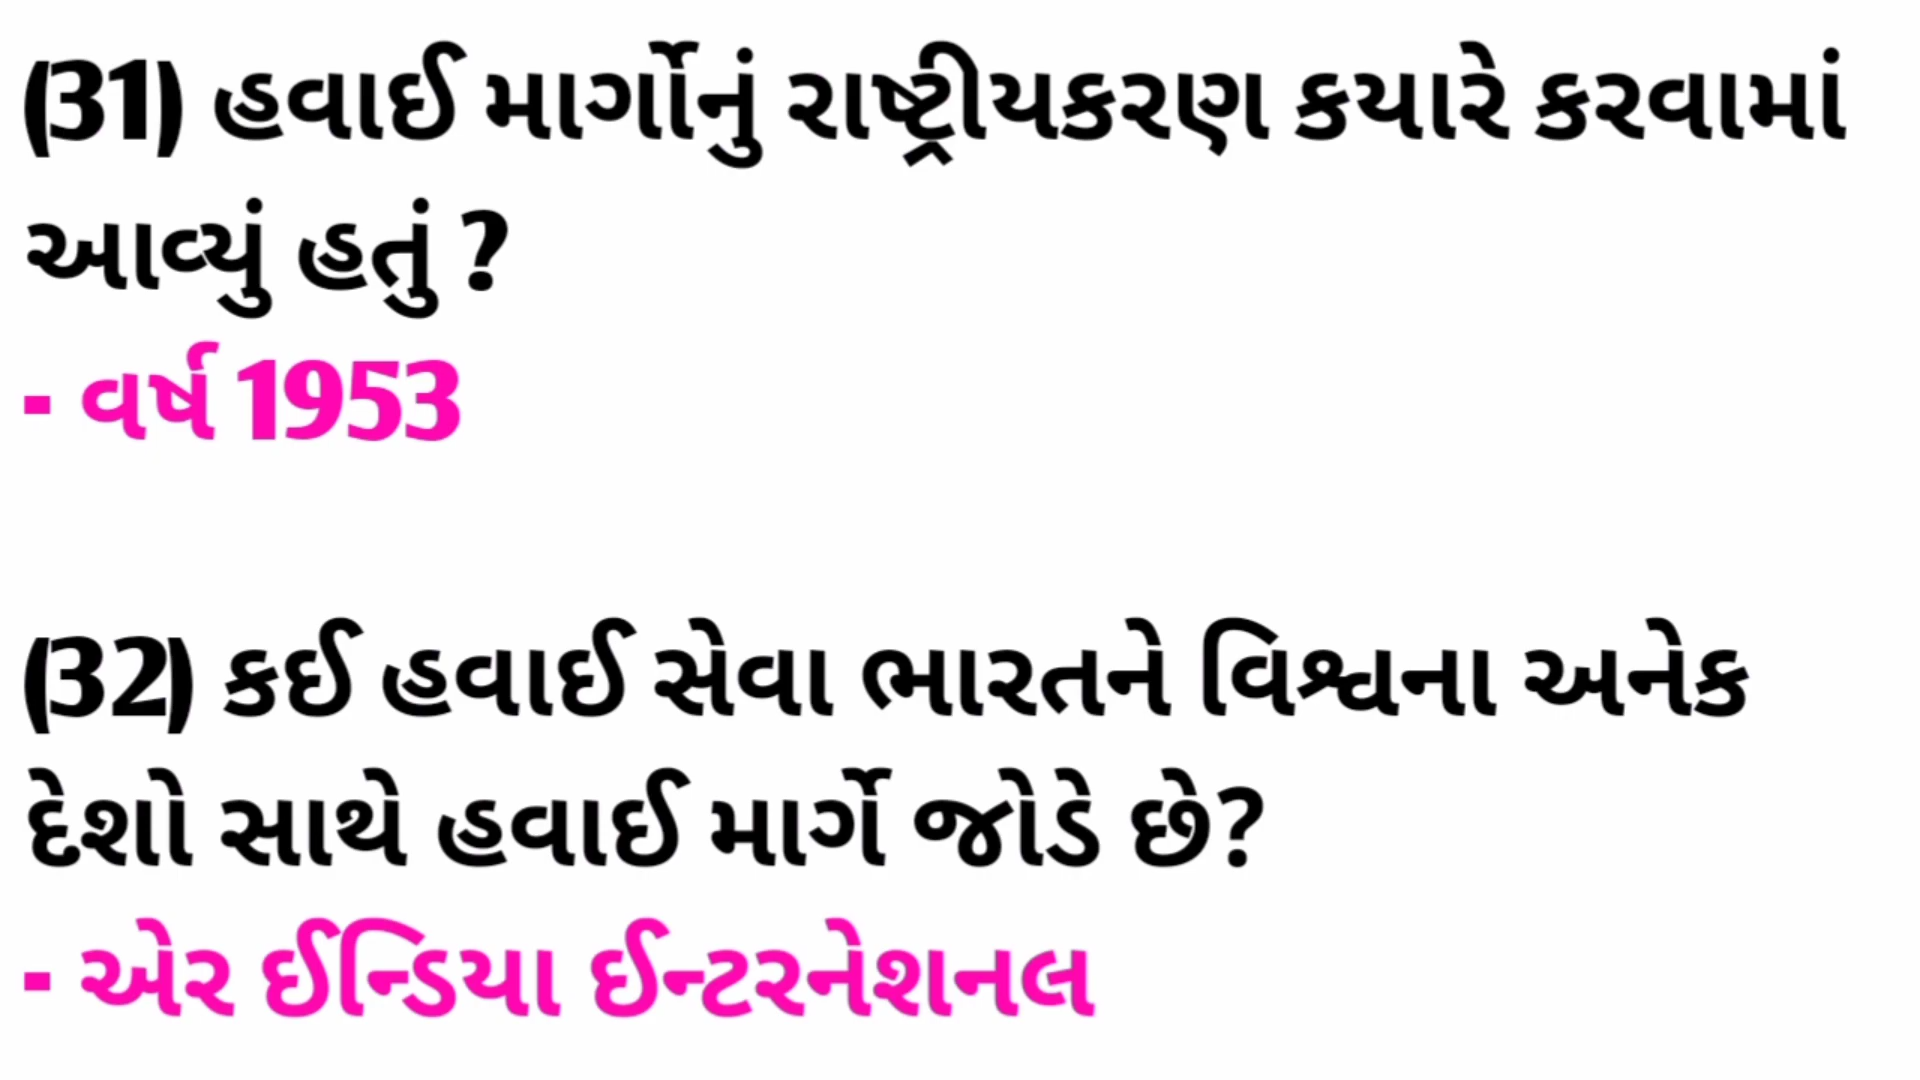 (31) હવાઈ માર્ગોનું રાષ્ટ્રીયકરણ કયારે કરવામાં
આવ્યું હતું ?
- વર્ષ 1953
(32) કઈ હવાઈ સેવા ભારતને વિશ્વના અનેક
દેશો સાથે હવાઈ માર્ગે જોડે છે?
- એર ઈન્ડિયા ઈન્ટરનેશનલ